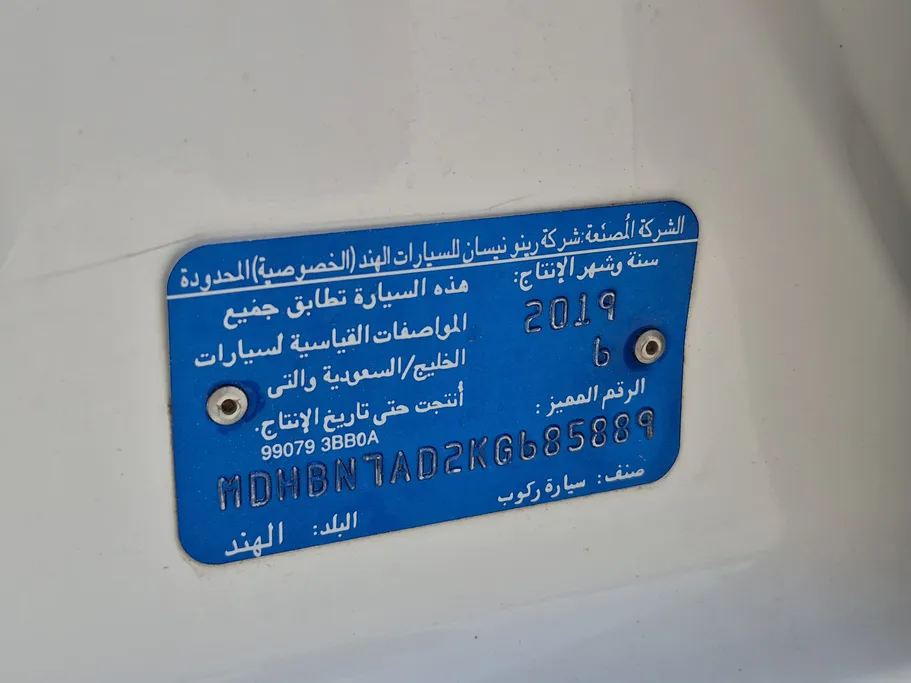 الشركة المُصنَعة:شركة رينو نيسان للسيارات الهند (الخصوصية) المحدودة
سنة وشهر الإنتاج:
2019
6
هذه السيارة تطابق جميع
المواصفات القياسية لسيارات
الخليج/السعودية والتى
أنتجت حتى تاريخ الإنتاج.
99079 3BB0A
الرقم المميز :
MDHBN7AD2KG685889
صنف: سيارة ركوب
البلد: الهند